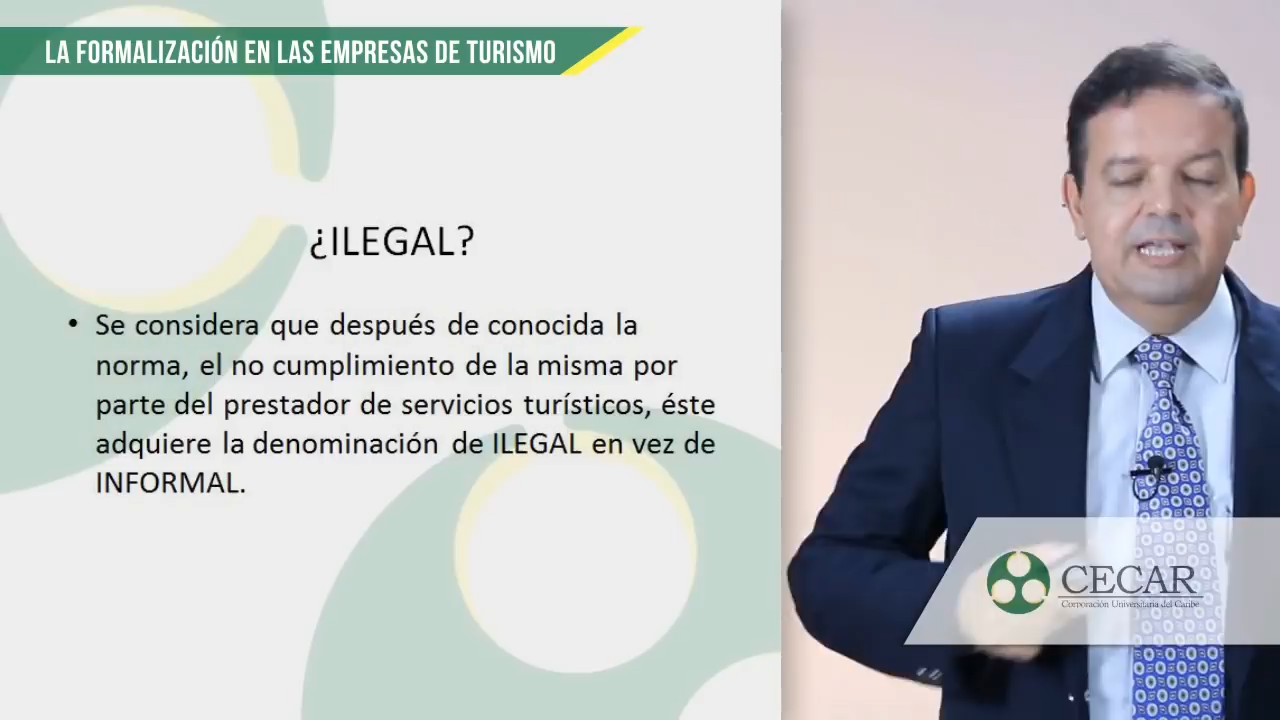 LA FORMALIZACIÓN EN LAS EMPRESAS DE TURISMO
¿ILEGAL?
• Se considera que después de conocida la
norma, el no cumplimiento de la misma por
parte del prestador de servicios turísticos, éste
adquiere la denominación de ILEGAL en vez de
INFORMAL.
CECAR
Corporación Universitaria del Caribe